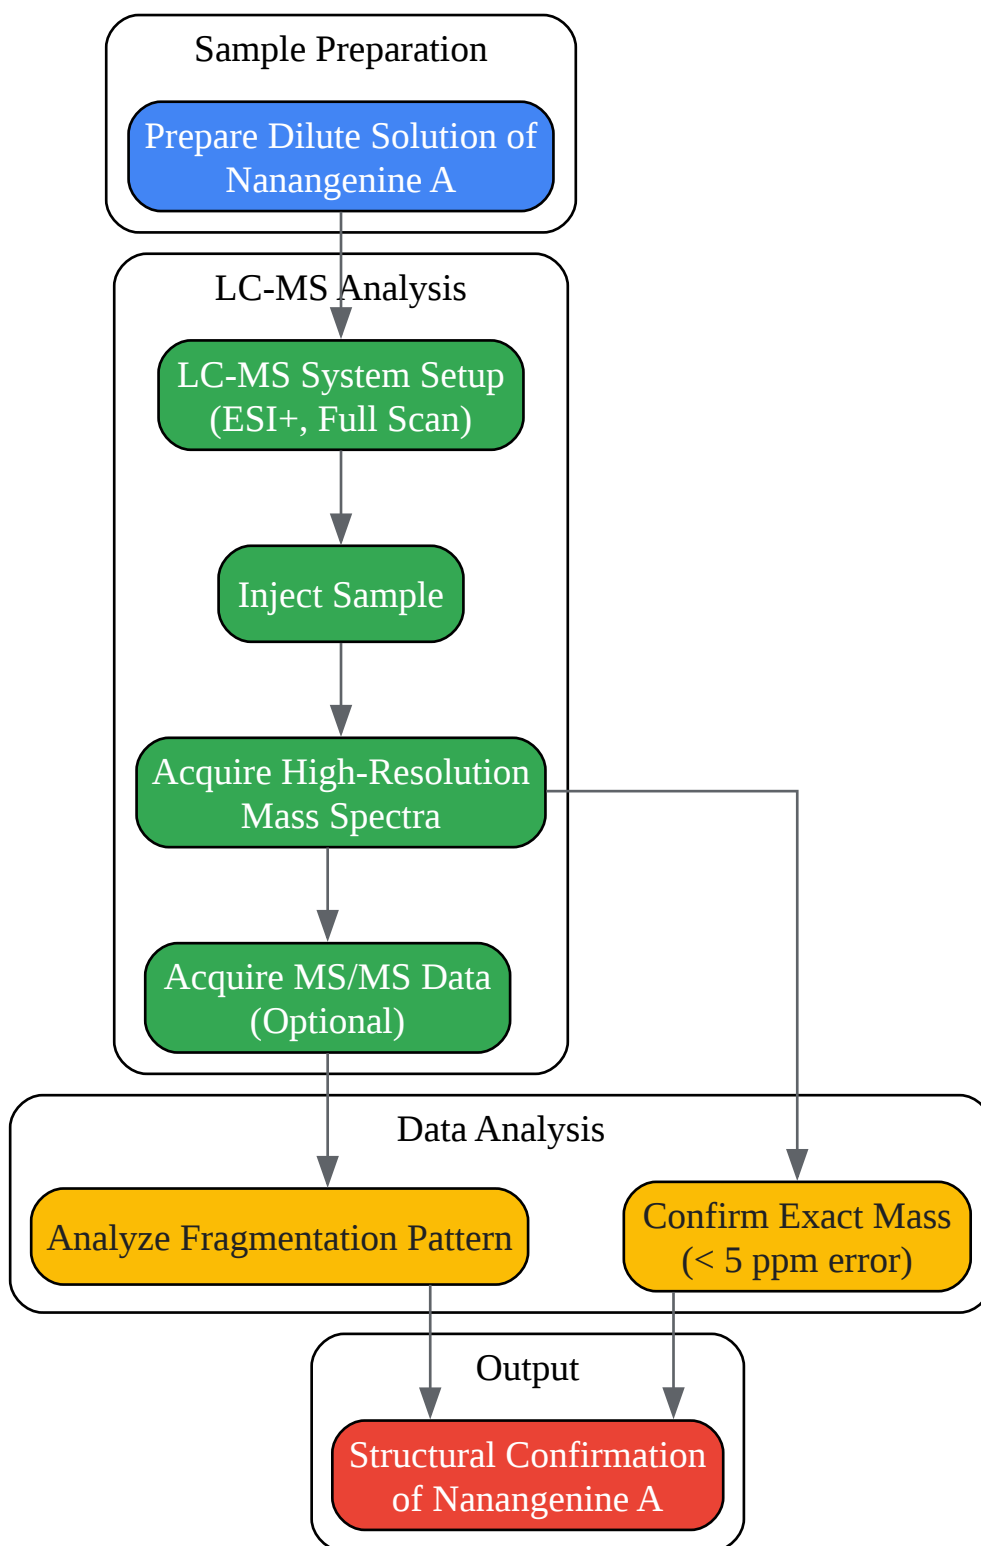 Sample Preparation
Prepare Dilute Solution of
Nanangenine A
LC-MS Analysis
LC-MS System Setup
(ESI+, Full Scan)
Inject Sample
Acquire High-Resolution
Mass Spectra
Acquire MS/MS Data
(Optional)
Data Analysis
Analyze Fragmentation Pattern
Confirm Exact Mass
(< 5 ppm error)
Output
Structural Confirmation
of Nanangenine A